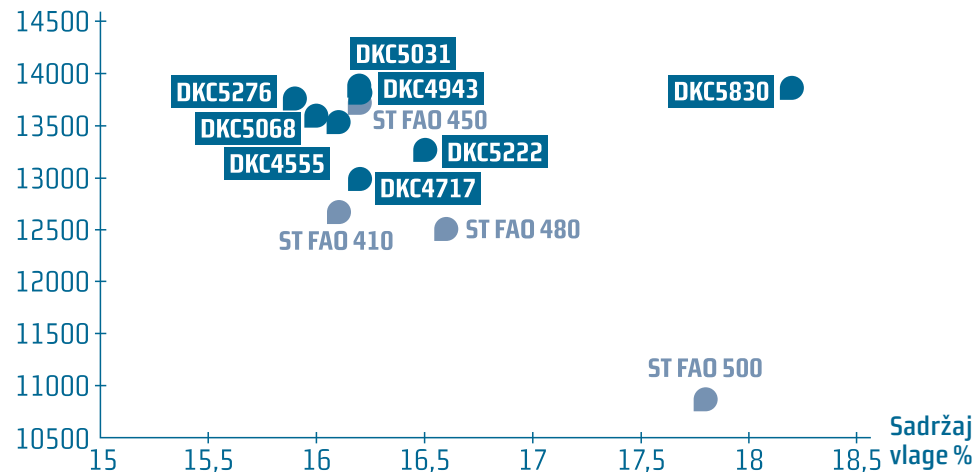 14500
14000
13500
13000
12500
12000
11500
11000
10500
DKC5031
DKC4943
DKC5276
DKC5830
ST FAO 450
DKC5068
DKC4555
DKC5222
DKC4717
ST FAO 410
ST FAO 480
ST FAO 500
15
15,5
16
16,5
17
17,5
18
18,5
Sadržaj
vlage %